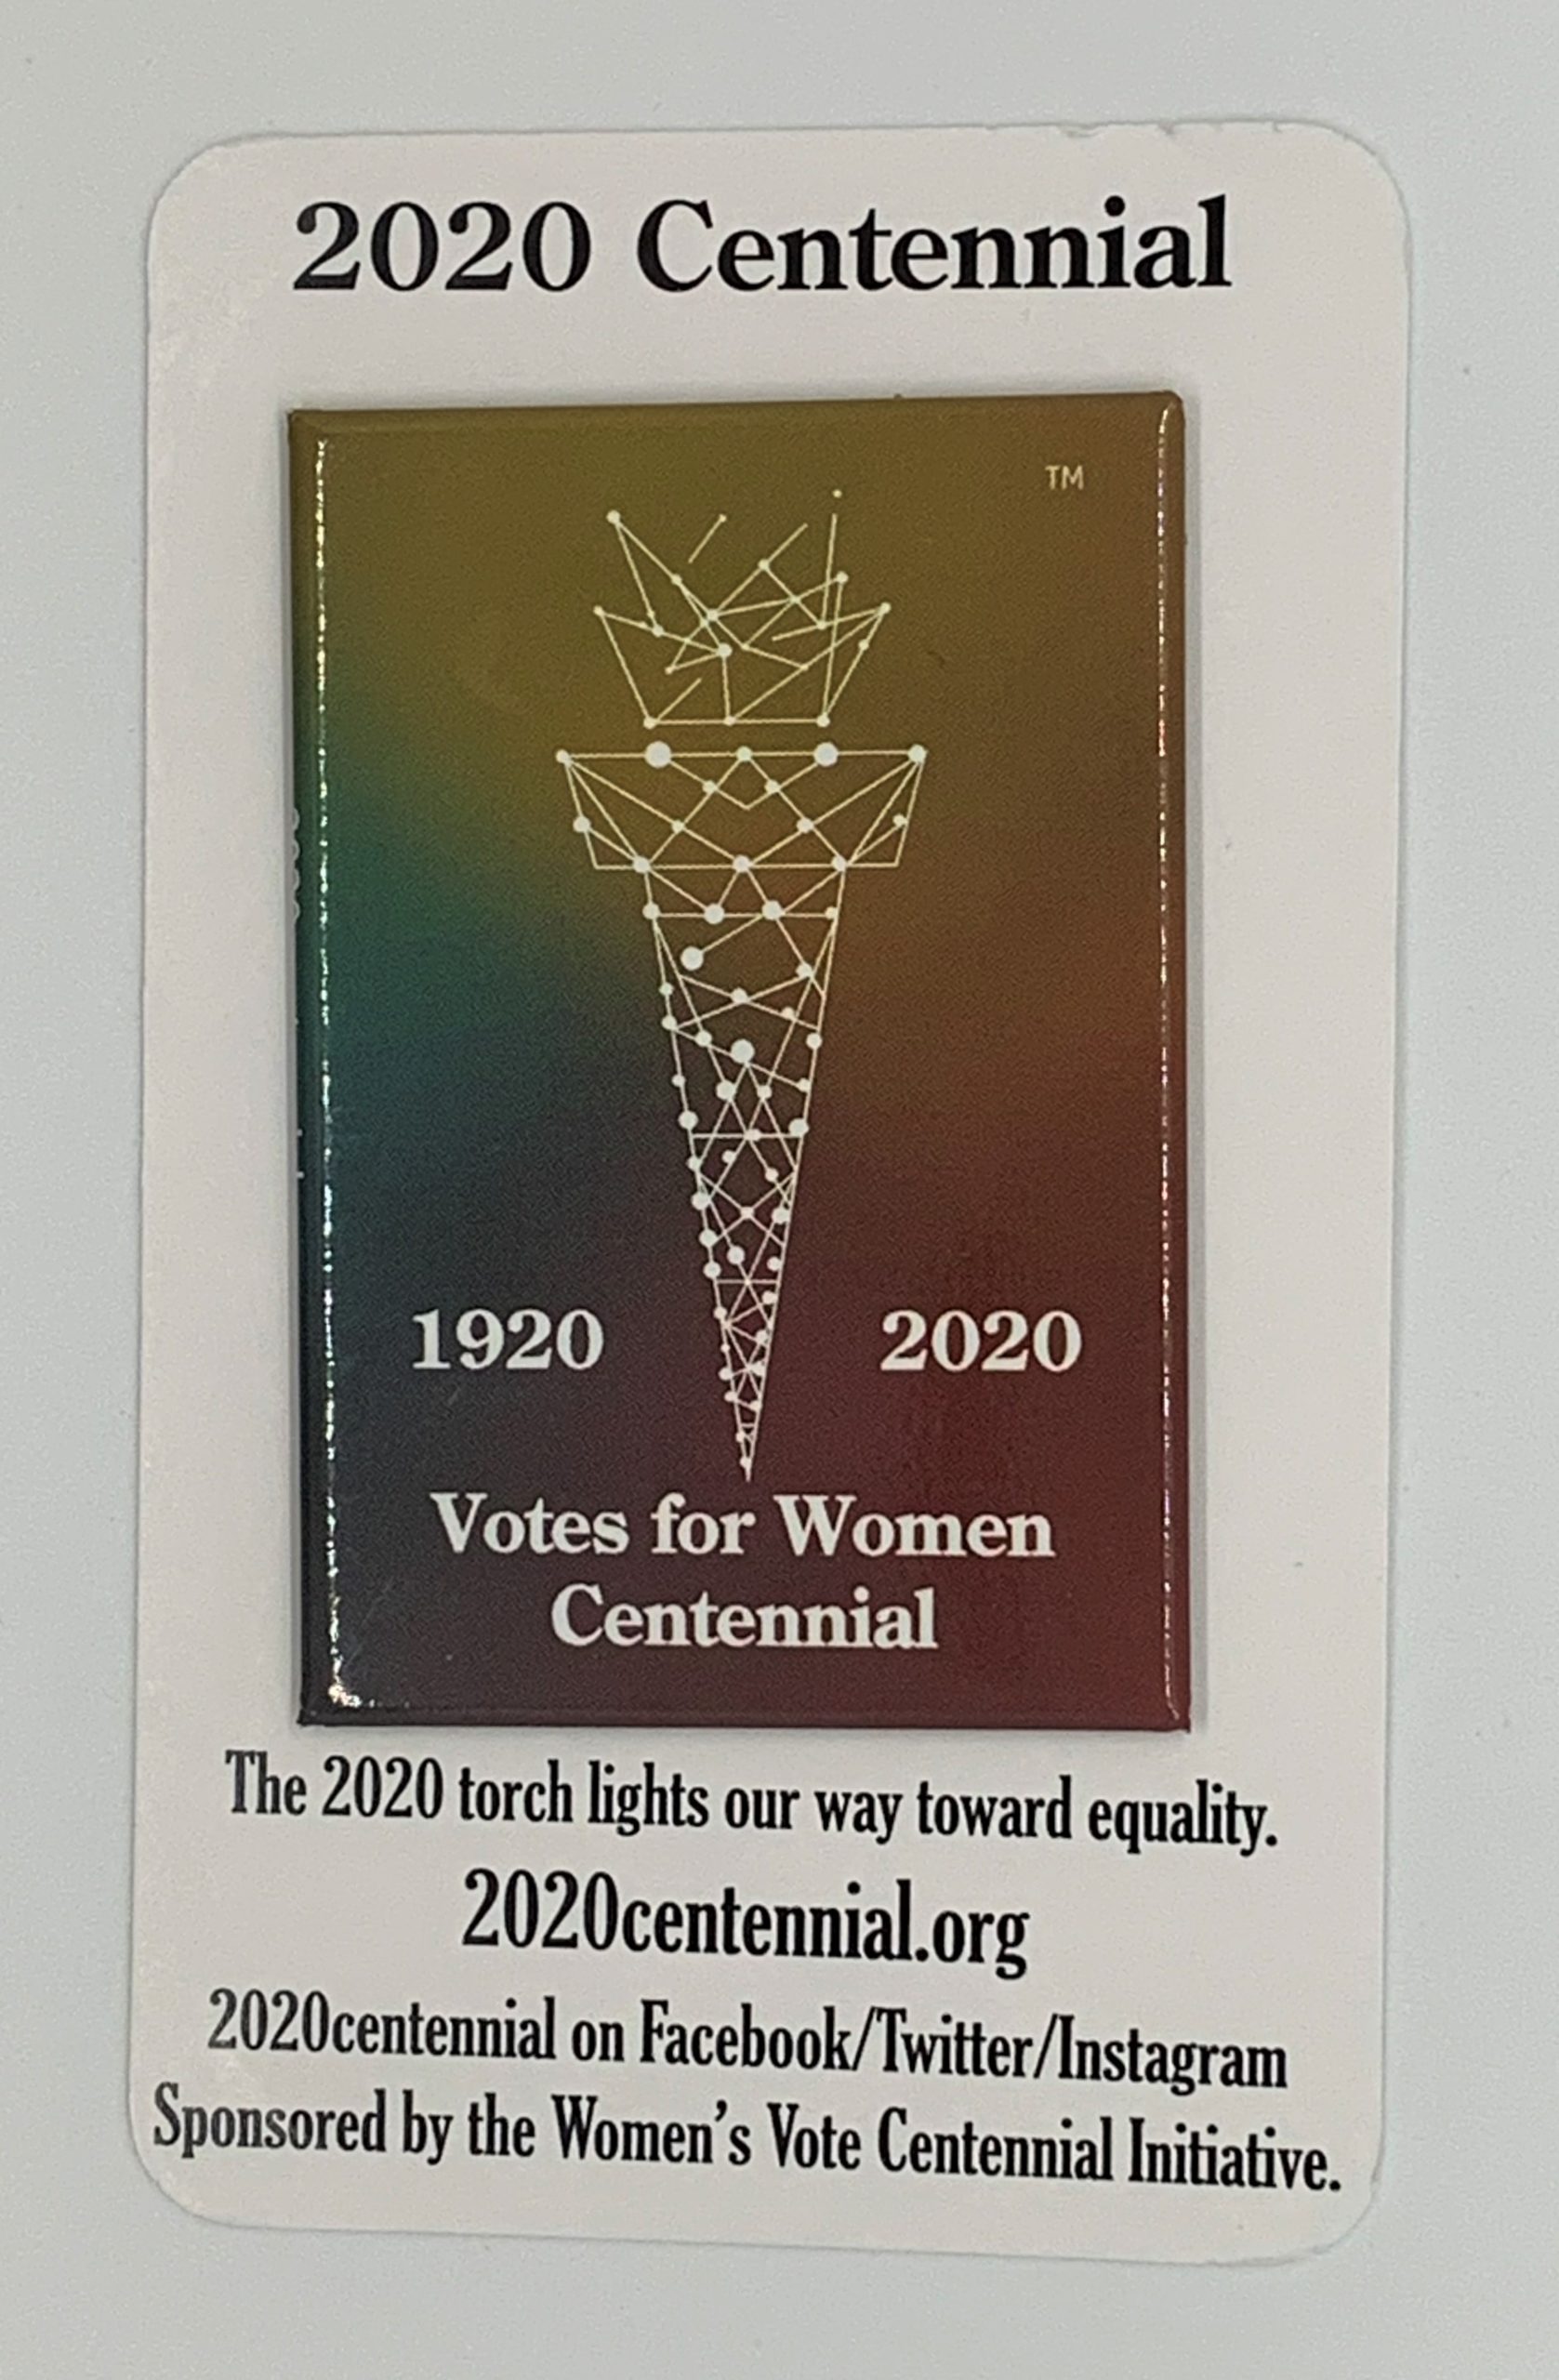 2020 Centennial
TM
1920 2020
Votes for Women
Centennial
The 2020 torch lights our way toward equality.
2020centennial.org
2020centennial on Facebook/Twitter/Instagram
Sponsored by the Women's Vote Centennial Initiative.